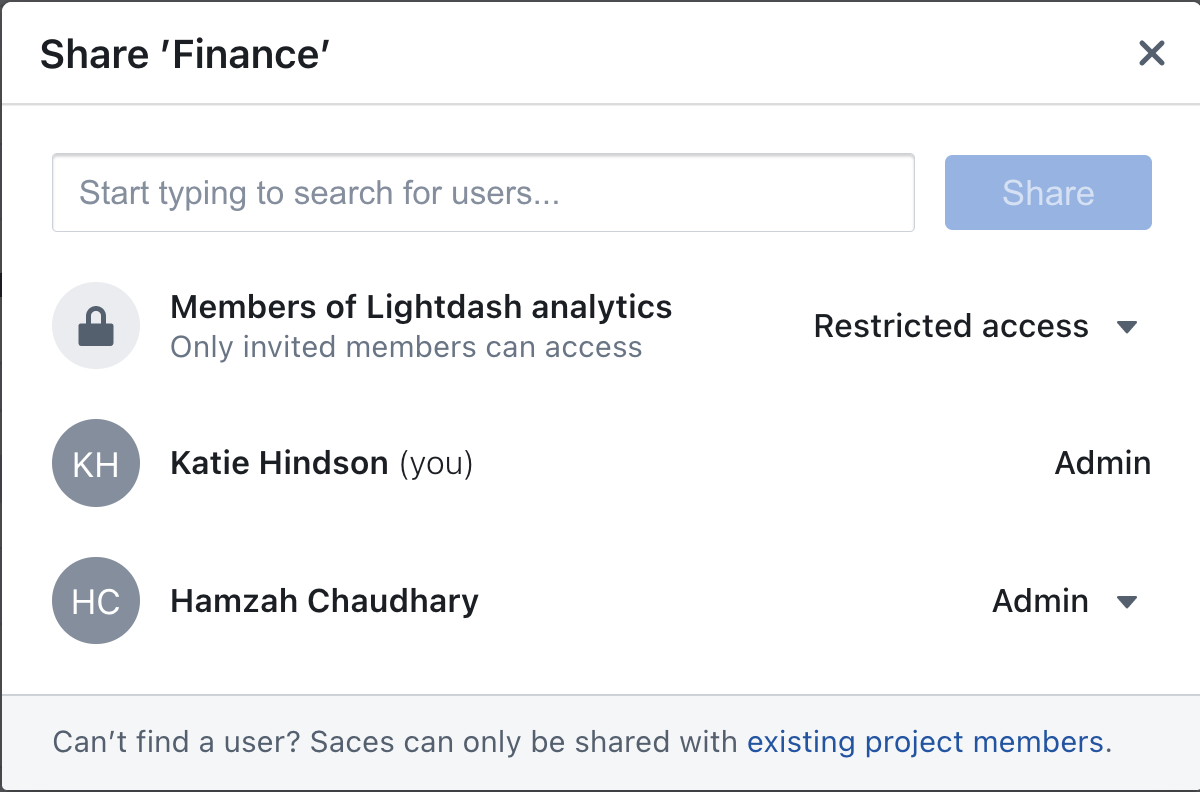 Share ’Finance’
Start typing to search for users...
Share
Members of Lightdash analytics
Only invited members can access
Restricted access
KH
Katie Hindson (you)
Admin
HC
Hamzah Chaudhary
Admin
Can’t find a user? Saces can only be shared with existing project members.